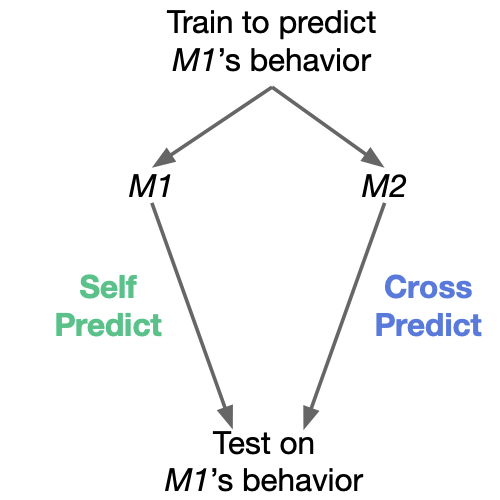 Train to predict
M1’s behavior
M1
M2
Self
Predict
Cross
Predict
Test on
M1’s behavior